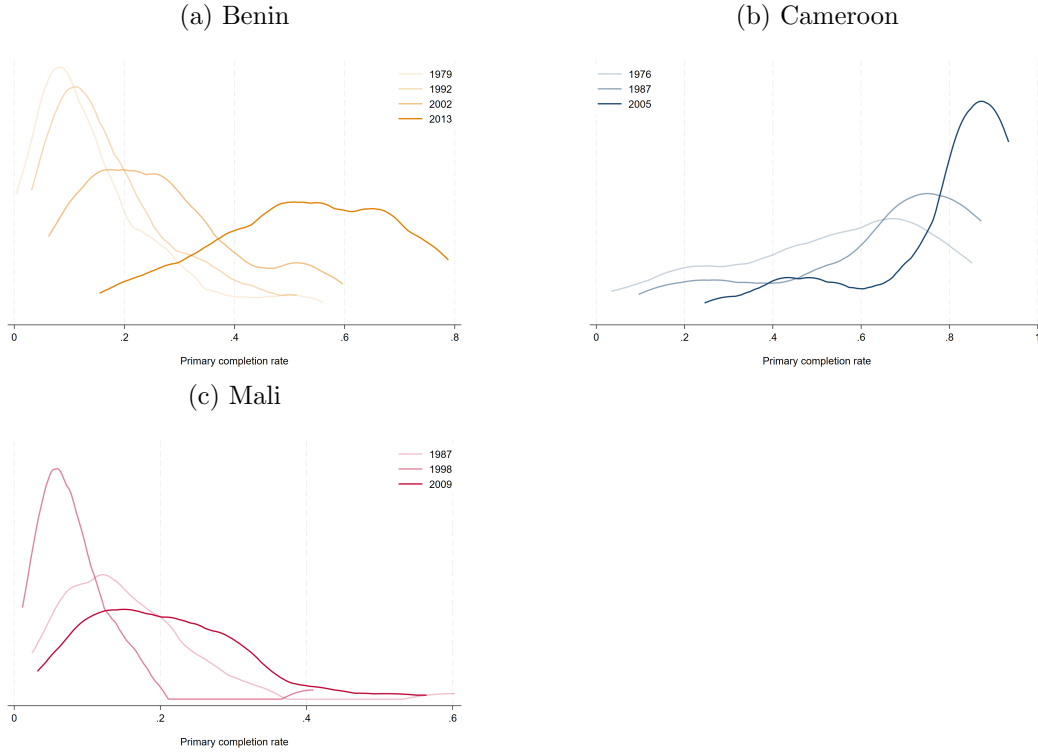 (a) Benin
1979
1992
2002
2013
0 .2 .4 .6 .8
Primary completion rate
(b) Cameroon
1976
1987
2005
0 .2 .4 .6 .8 1
Primary completion rate
(c) Mali
1987
1998
2009
0 .2 .4 .6
Primary completion rate